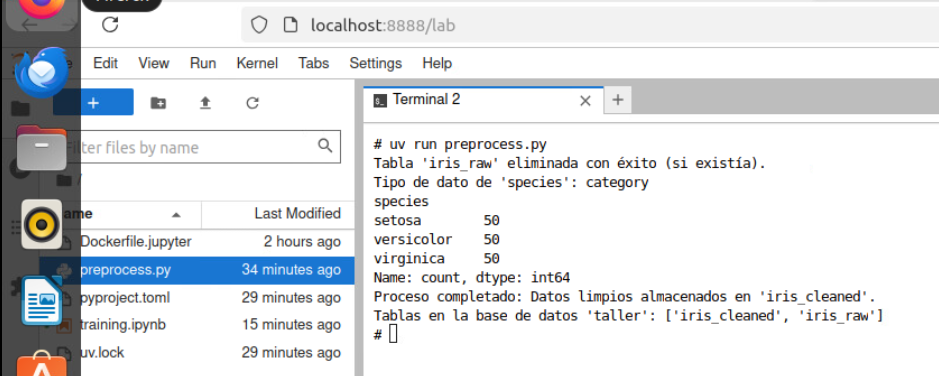 localhost:8888/lab
Edit View Run Kernel Tabs Settings Help
Terminal 2
filter files by name
/
Name Last Modified
Dockerfile.jupyter 2 hours ago
preprocess.py 34 minutes ago
pyproject.toml 29 minutes ago
training.ipynb 15 minutes ago
uv.lock 29 minutes ago
# uv run preprocess.py
Tabla 'iris_raw' eliminada con éxito (si existía).
Tipo de dato de 'species': category
species
setosa 50
versicolor 50
virginica 50
Name: count, dtype: int64
Proceso completado: Datos limpios almacenados en 'iris_cleaned'.
Tablas en la base de datos 'taller': ['iris_cleaned', 'iris_raw']
#